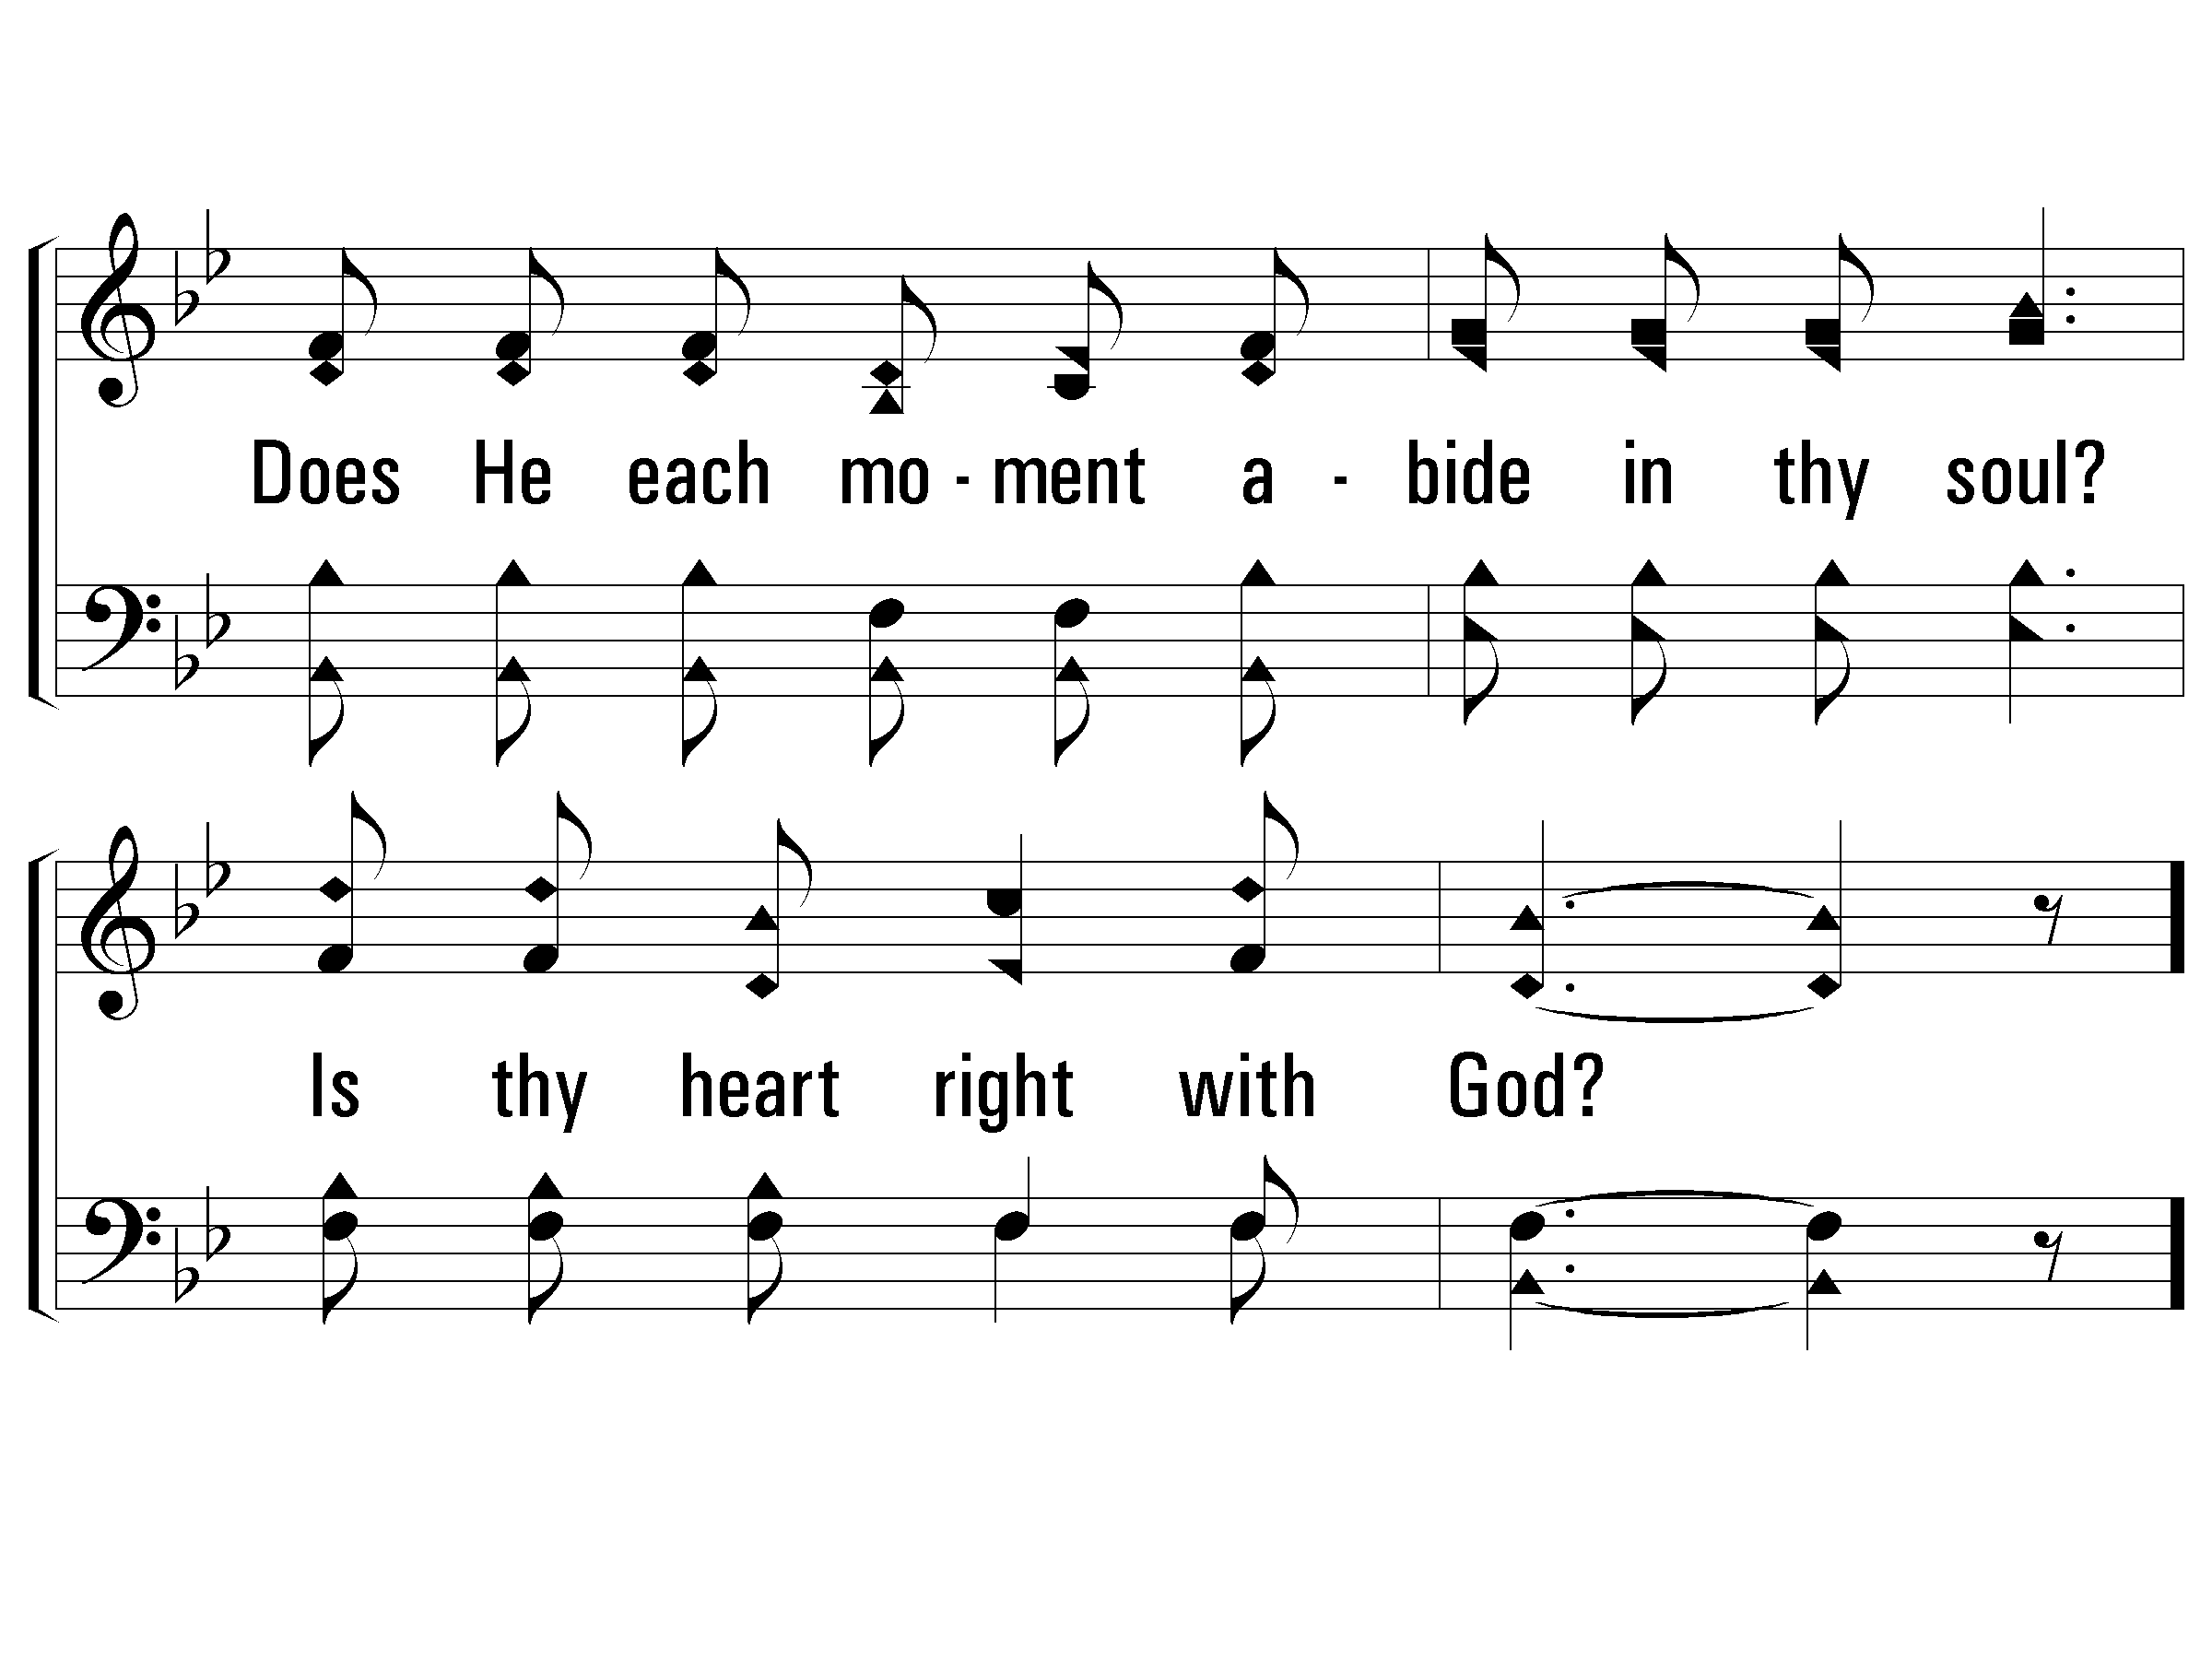 Does He each mo - ment a - bide in thy soul?
Is thy heart right with God?